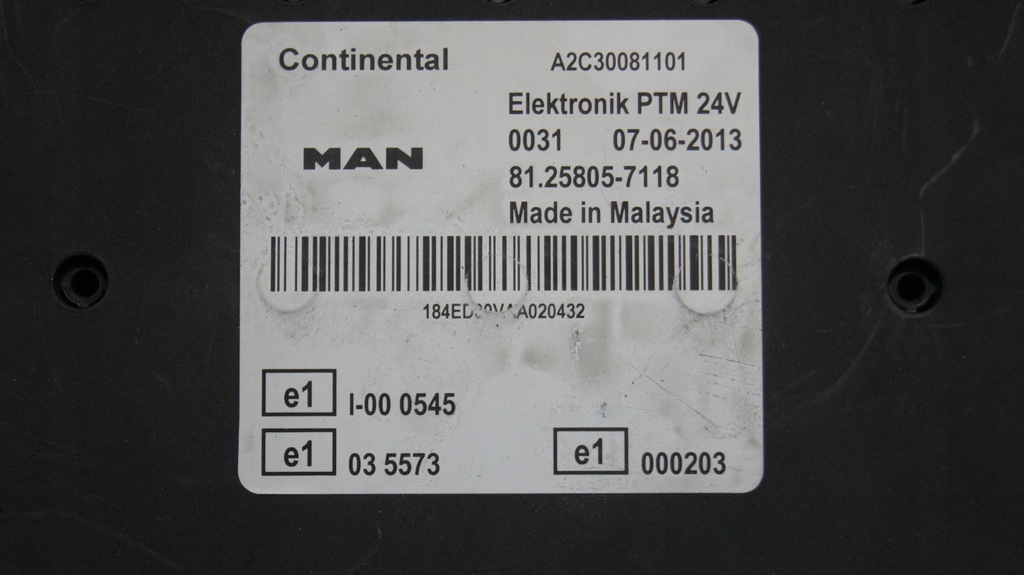 Continental A2C30081101
Elektronik PTM 24V
0031 07-06-2013
MAN
81.25805-7118
Made in Malaysia
e1 I-00 0545
e1 03 5573
e1 000203